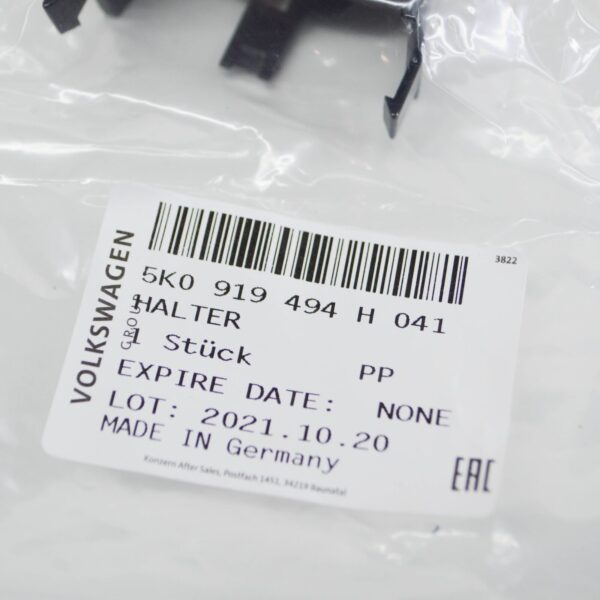 3822
VOLKSWAGEN
GROUP
5K0 919 494 H 041
HALTER
1 Stück PP
EXPIRE DATE: NONE
LOT: 2021.10.20
MADE IN Germany
Konzern After Sales, Postfach 1451, 34219 Baunatal
EAC